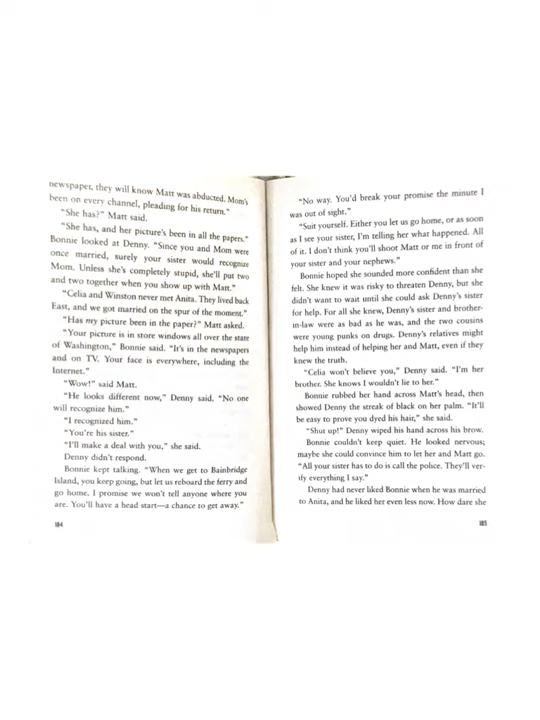 newspaper, they will know Matt was abducted. Mom's
been on every channel, pleading for his return."
"She has?" Matt said.
"She has, and her picture's been in all the papers."
Bonnie looked at Denny. "Since you and Mom were
once married, surely your sister would recognize
Mom. Unless she's completely stupid, she'll put two
and two together when you show up with Matt."
"Celia and Winston never met Anita. They lived back
East, and we got married on the spur of the moment."
"Has my picture been in the paper?" Matt asked.
"Your picture is in store windows all over the state
of Washington," Bonnie said. "It's in the newspapers
and on TV. Your face is everywhere, including the
Internet."
"Wow!" said Matt.
"He looks different now," Denny said. "No one
will recognize him."
"I recognized him."
"You're his sister."
"I'll make a deal with you," she said.
Denny didn't respond.
Bonnie kept talking. "When we get to Bainbridge
Island, you keep going, but let us reboard the ferry and
go home. I promise we won't tell anyone where you
are. You'll have a head start—a chance to get away."
184
"No way. You'd break your promise the minute I
was out of sight."
"Suit yourself. Either you let us go home, or as soon
as I see your sister, I'm telling her what happened. All
of it. I don't think you'll shoot Matt or me in front of
your sister and your nephews."
Bonnie hoped she sounded more confident than she
felt. She knew it was risky to threaten Denny, but she
didn't want to wait until she could ask Denny's sister
for help. For all she knew, Denny's sister and brother-
in-law were as bad as he was, and the two cousins
were young punks on drugs. Denny's relatives might
help him instead of helping her and Matt, even if they
knew the truth.
"Celia won't believe you," Denny said. "I'm her
brother. She knows I wouldn't lie to her."
Bonnie rubbed her hand across Matt's head, then
showed Denny the streak of black on her palm. "It'll
be easy to prove you dyed his hair," she said.
"Shut up!" Denny wiped his hand across his brow.
Bonnie couldn't keep quiet. He looked nervous;
maybe she could convince him to let her and Matt go.
"All your sister has to do is call the police. They'll ver-
ify everything I say."
Denny had never liked Bonnie when he was married
to Anita, and he liked her even less now. How dare she
185